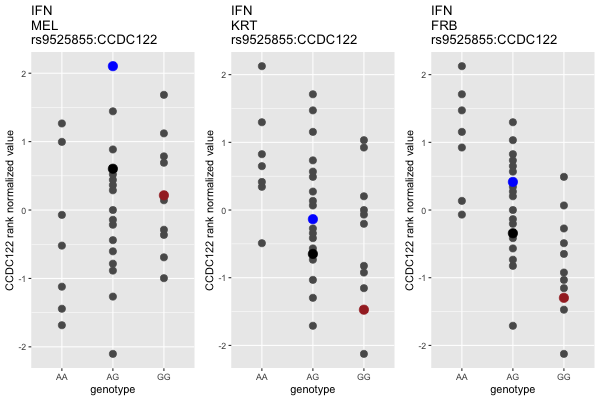 IFN
MEL
rs9525855:CCDC122
CCDC122 rank normalized value
2
1
0
-1
-2
AA
AG
GG
genotype
IFN
KRT
rs9525855:CCDC122
CCDC122 rank normalized value
2
1
0
-1
-2
AA
AG
GG
genotype
IFN
FRB
rs9525855:CCDC122
CCDC122 rank normalized value
2
1
0
-1
-2
AA
AG
GG
genotype